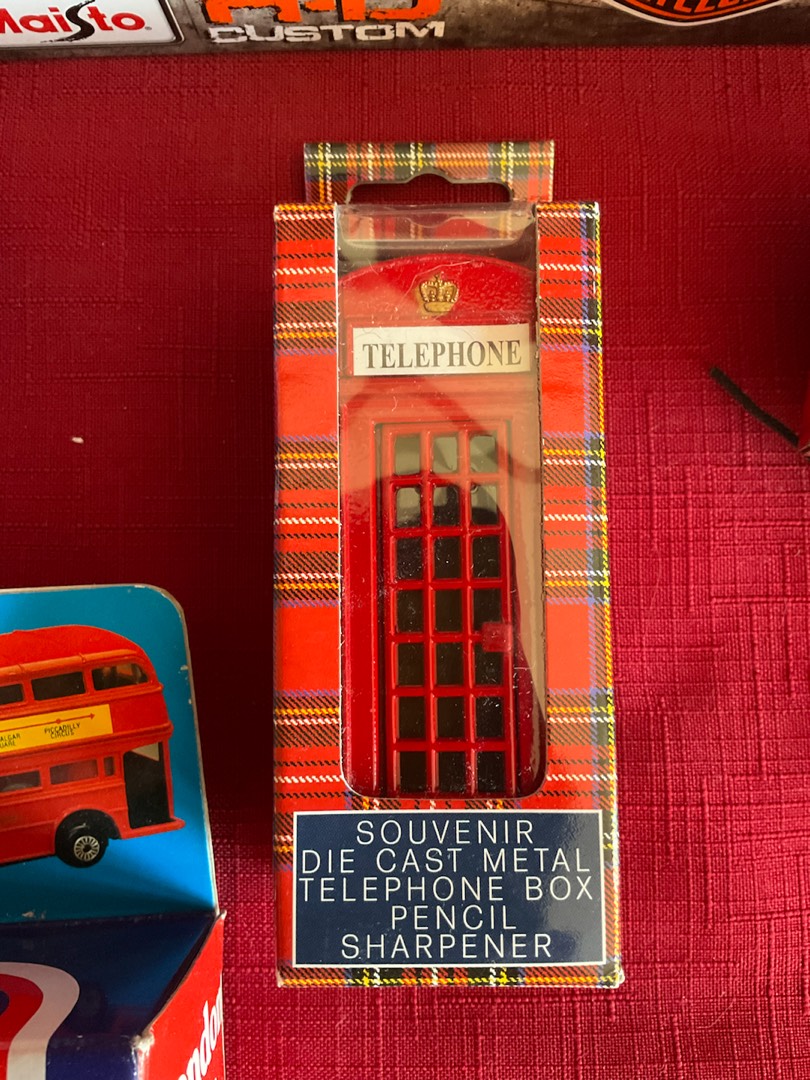 Maisto
CUSTOM
TELEPHONE
PICCADILLY
CIRCUS
SOUVENIR
DIE CAST METAL
TELEPHONE BOX
PENCIL
SHARPENER